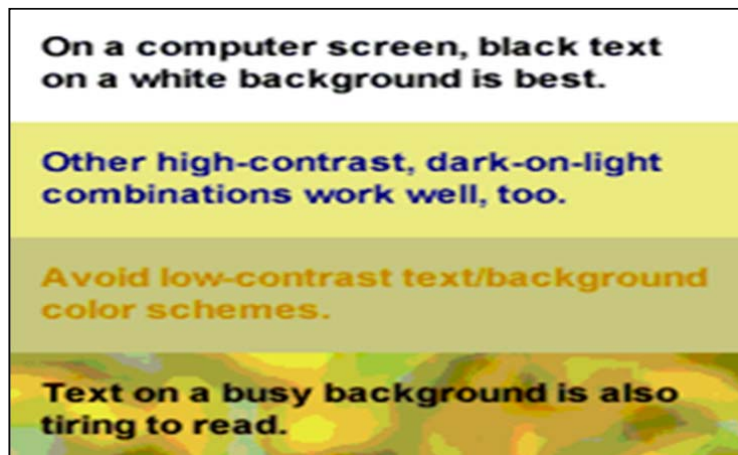 On a computer screen, black text
on a white background is best.
Other high-contrast, dark-on-light
combinations work well, too.
Avoid low-contrast text/background
color schemes.
Text on a busy background is also
tiring to read.